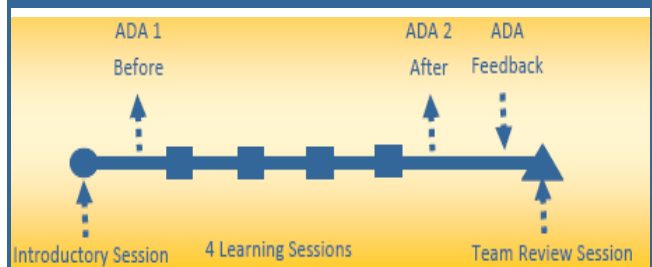 ADA 1
Before
ADA 2
After
ADA
Feedback
Introductory Session
4 Learning Sessions
Team Review Session